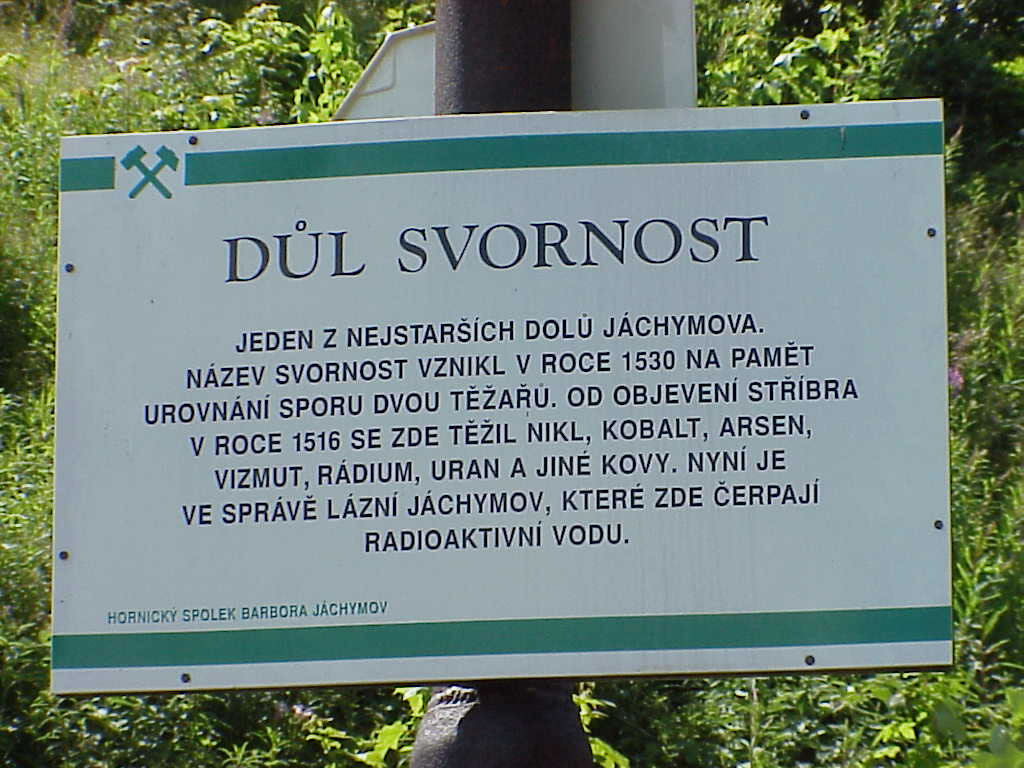 DŮL SVORNOST
JEDEN Z NEJSTARŠÍCH DOLŮ JÁCHYMOVA.
NÁZEV SVORNOST VZNIKL V ROCE 1530 NA PAMĚT
UROVNÁNÍ SPORU DVOU TĚŽAŘŮ. OD OBJEVENÍ STŘÍBRA
V ROCE 1516 SE ZDE TĚŽIL NIKL, KOBALT, ARSEN,
VIZMUT, RÁDIUM, URAN A JINÉ KOVY. NYNÍ JE
VE SPRÁVĚ LÁZNÍ JÁCHYMOV, KTERÉ ZDE ČERPAJÍ
RADIOAKTIVNÍ VODU.
HORNICKÝ SPOLEK BARBORA JÁCHYMOV